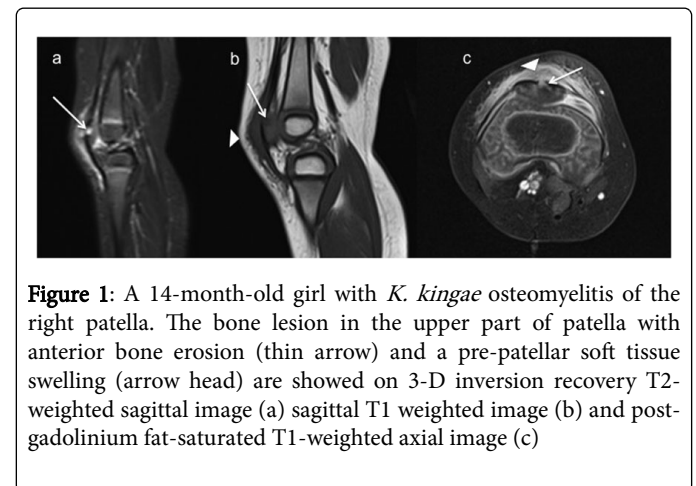 a
b
c
Figure 1: A 14-month-old girl with K. kingae osteomyelitis of the
right patella. The bone lesion in the upper part of patella with
anterior bone erosion (thin arrow) and a pre-patellar soft tissue
swelling (arrow head) are showed on 3-D inversion recovery T2-
weighted sagittal image (a) sagittal T1 weighted image (b) and post-
gadolinium fat-saturated T1-weighted axial image (c)